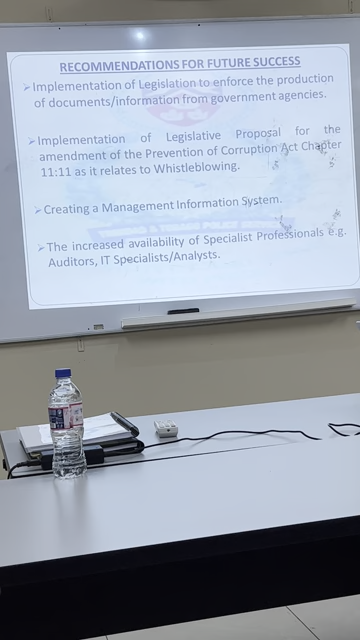 RECOMMENDATIONS FOR FUTURE SUCCESS
➢Implementation of Legislation to enforce the production
of documents/information from government agencies.
➢Implementation of Legislative Proposal for the
amendment of the Prevention of Corruption Act Chapter
11:11 as it relates to Whistleblowing.
➢Creating a Management Information System.
➢The increased availability of Specialist Professionals e.g.
Auditors, IT Specialists/Analysts.